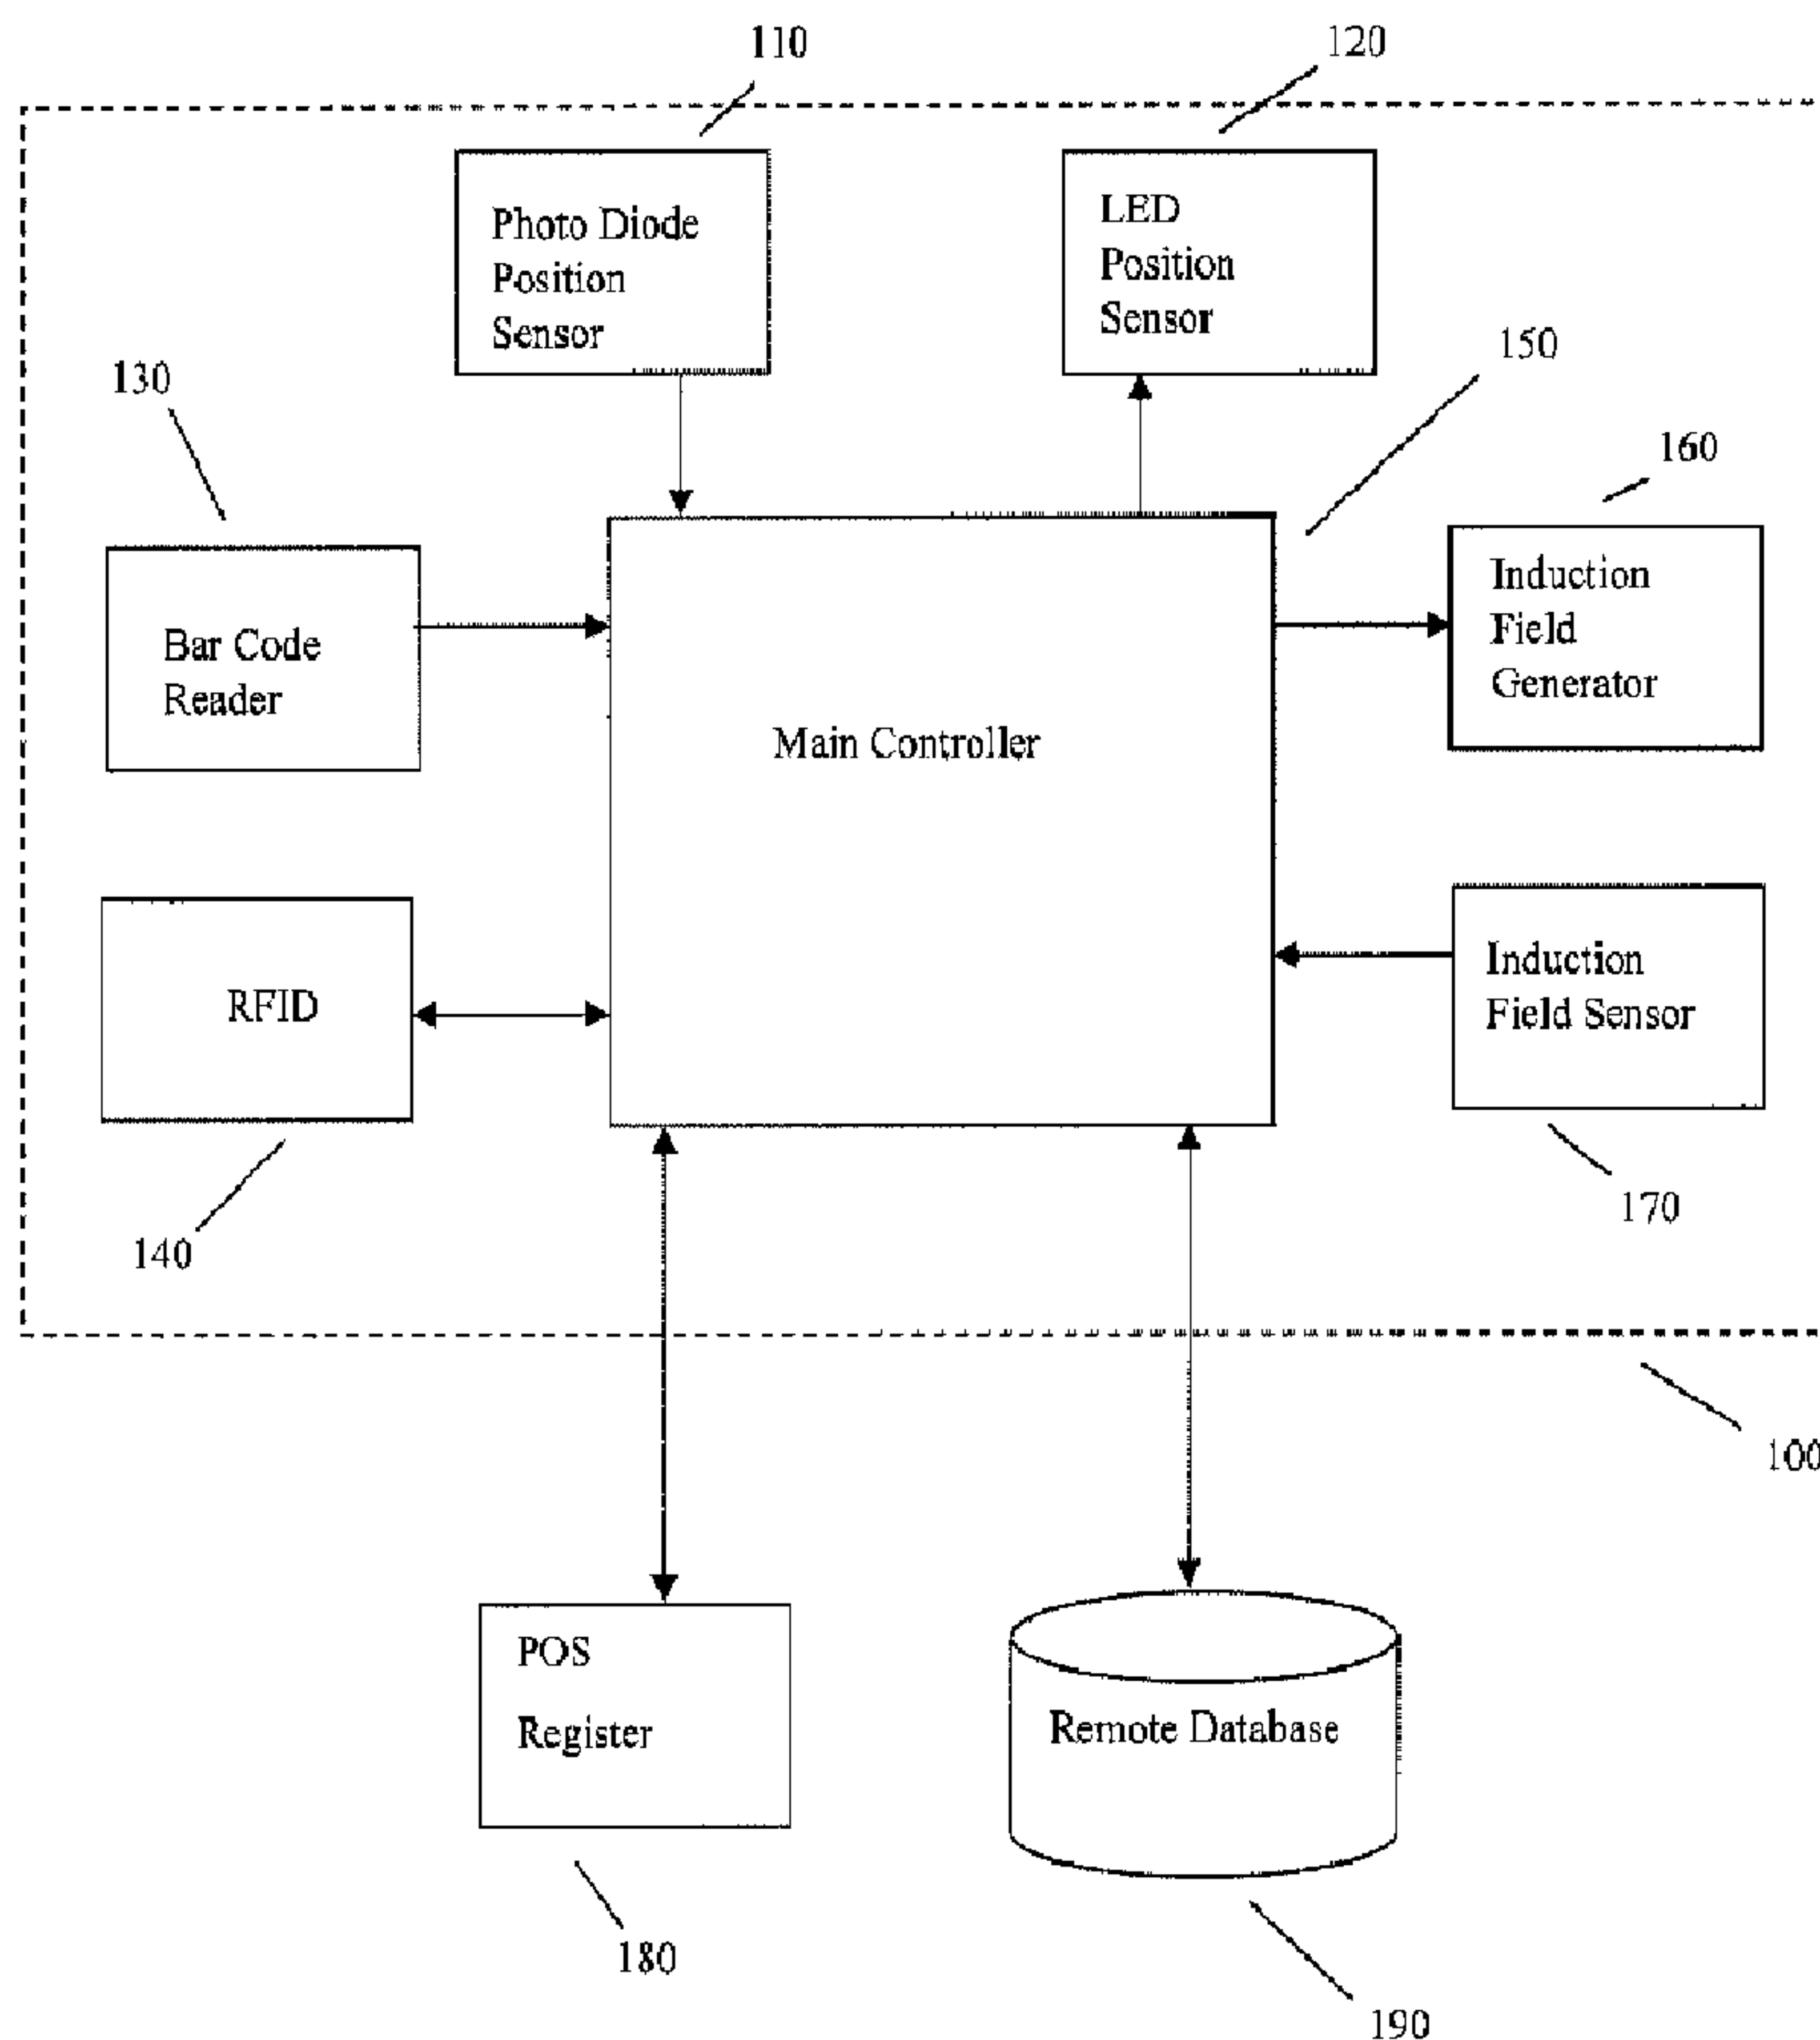 110
120
Photo Diode
Position
Sensor
LED
Position
Sensor
130
150
160
Bar Code
Reader
Main Controller
Induction
Field
Generator
RFID
Induction
Field Sensor
140
170
100
POS
Register
Remote Database
180
190